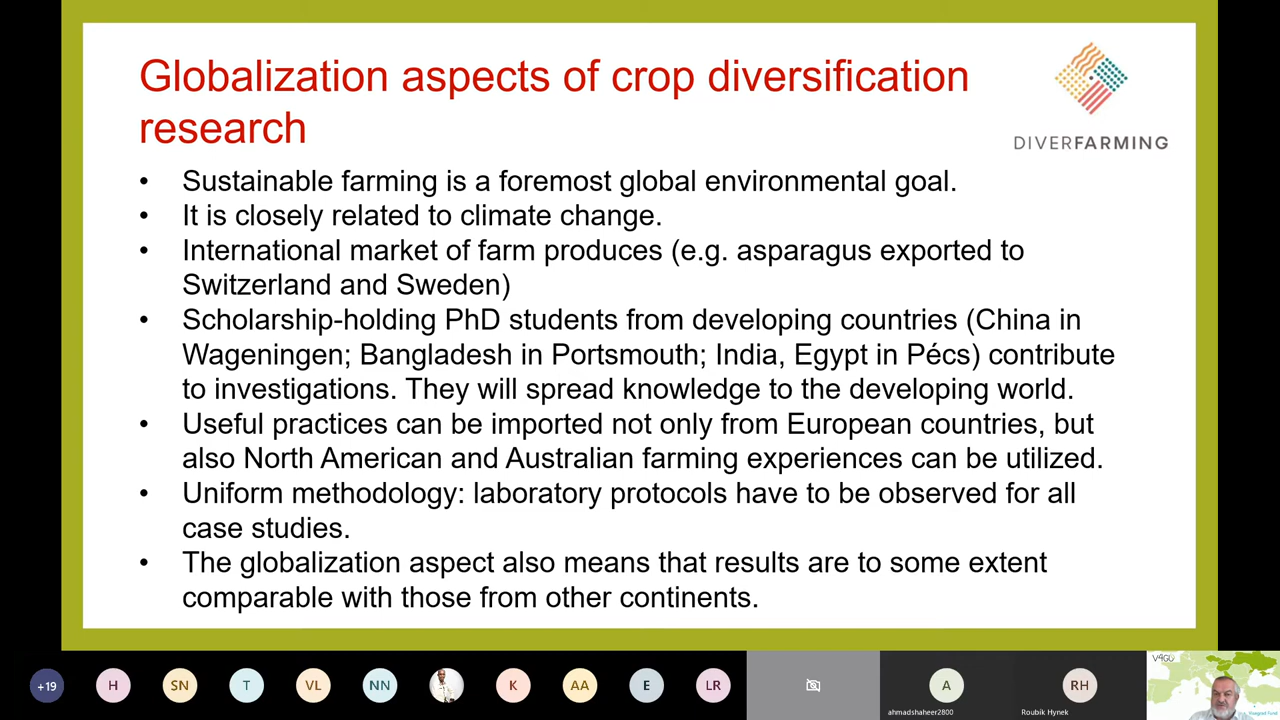 Globalization aspects of crop diversification
research
DIVERFARMING
• Sustainable farming is a foremost global environmental goal.
• It is closely related to climate change.
• International market of farm produces (e.g. asparagus exported to
Switzerland and Sweden)
• Scholarship-holding PhD students from developing countries (China in
Wageningen; Bangladesh in Portsmouth; India, Egypt in Pécs) contribute
to investigations. They will spread knowledge to the developing world.
• Useful practices can be imported not only from European countries, but
also North American and Australian farming experiences can be utilized.
• Uniform methodology: laboratory protocols have to be observed for all
case studies.
• The globalization aspect also means that results are to some extent
comparable with those from other continents.
+19
H
SN
T
VL
NN
K
AA
E
LR
A
ahmadshaheer2800
RH
Roubík Hynek
Visegrad Fund